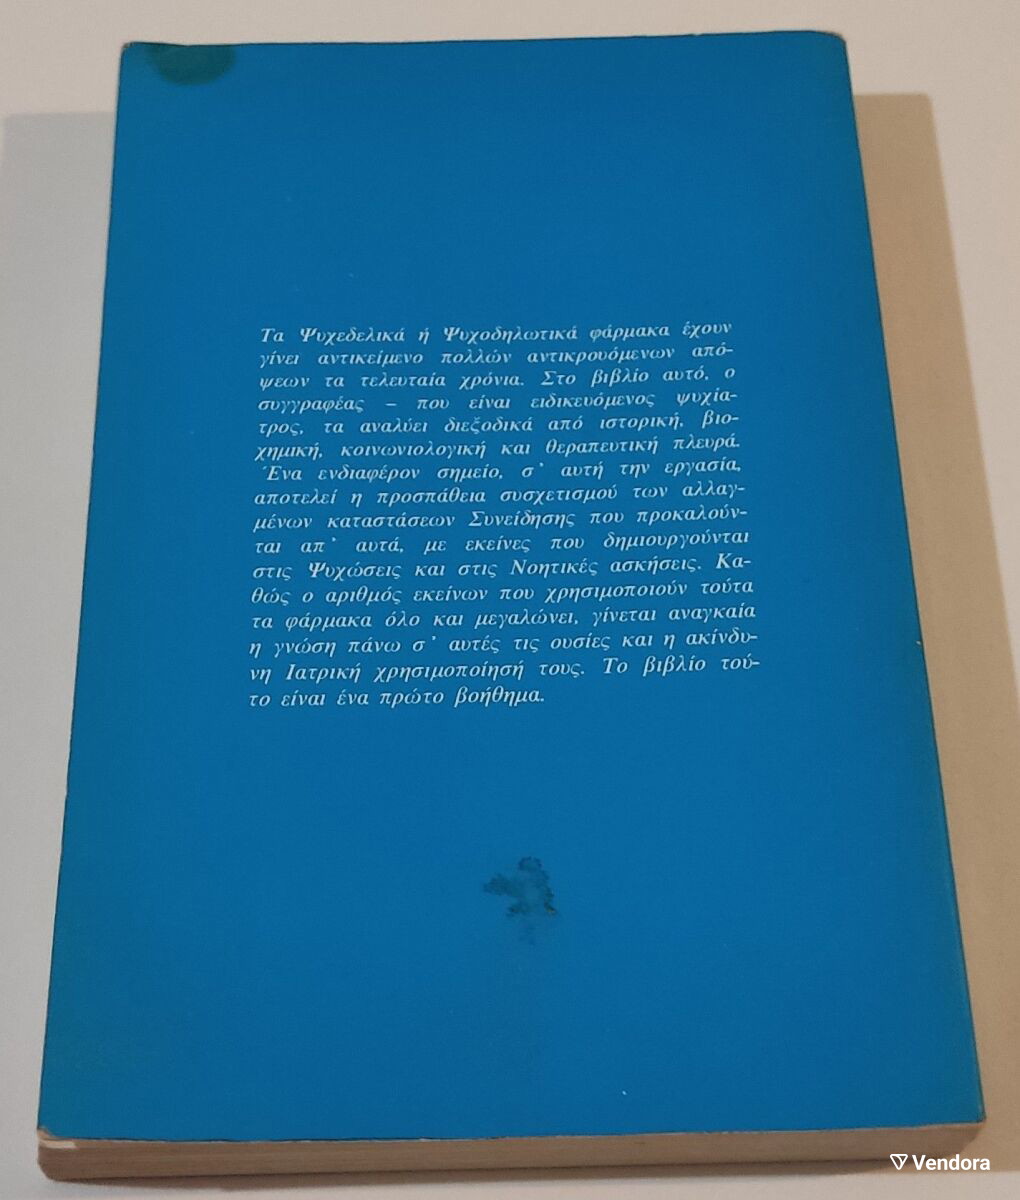 Τα Ψυχεδελικά ή Ψυχοδηλωτικά φάρμακα έχουν
γίνει αντικείμενο πολλών αντικρουόμενων από-
ψεων τα τελευταία χρόνια. Στο βιβλίο αυτό, ο
συγγραφέας – που είναι ειδικευόμενος ψυχία-
τρος, τα αναλύει διεξοδικά από ιστορική, βιο-
χημική, κοινωνιολογική και θεραπευτική πλευρά.
Ένα ενδιαφέρον σημείο, σ' αυτή την εργασία,
αποτελεί η προσπάθεια συσχετισμού των αλλαγ-
μένων καταστάσεων Συνείδησης που προκαλούν-
ται απ' αυτά, με εκείνες που δημιουργούνται
στις Ψυχώσεις και στις Νοητικές ασκήσεις. Κα-
θώς ο αριθμός εκείνων που χρησιμοποιούν τούτα
τα φάρμακα όλο και μεγαλώνει, γίνεται αναγκαία
η γνώση πάνω σ' αυτές τις ουσίες και η ακίνδυ-
νη Ιατρική χρησιμοποίησή τους. Το βιβλίο τού-
το είναι ένα πρώτο βοήθημα.
Vendora